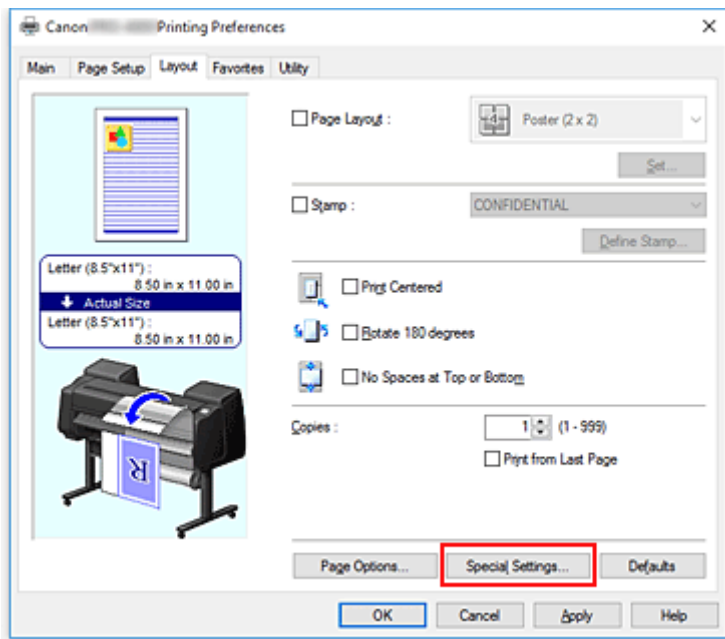 Canon Printing Preferences
Main Page Setup Layout Favorites Utility
Page Layout :
4
Poster (2 x 2)
Set...
Stamp :
CONFIDENTIAL
Define Stamp...
Letter (8.5"x11") :
8.50 in x 11.00 in
Actual Size
Letter (8.5"x11") :
8.50 in x 11.00 in
Print Centered
Rotate 180 degrees
No Spaces at Top or Bottom
R
Copies :
1 (1 - 999)
Print from Last Page
Page Options... Special Settings... Defaults
OK Cancel Apply Help